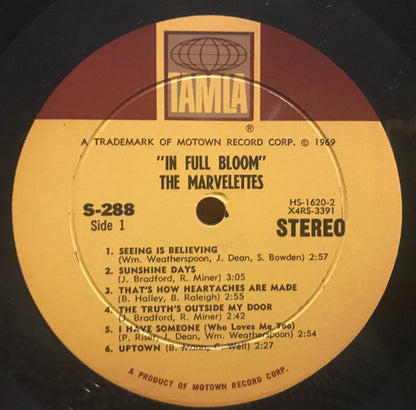 TAMLA
®
A TRADEMARK OF MOTOWN RECORD CORP. © 1969
"IN FULL BLOOM"
THE MARVELETTES
S-288
Side 1
HS-1620-2
X4RS-3391
STEREO
1. SEEING IS BELIEVING
(Wm. Weatherspoon, J. Dean, S. Bowden) 2:57
2. SUNSHINE DAYS
(J. Bradford, R. Miner) 3:05
3. THAT'S HOW HEARTACHES ARE MADE
(B. Halley, B. Raleigh) 2:55
4. THE TRUTH'S OUTSIDE MY DOOR
(J. Bradford, R. Miner) 2:42
5. I HAVE SOMEONE (Who Loves Me Too)
(P. Riser, J. Dean, Wm. Weatherspoon) 2:54
6. UPTOWN (B. Mann, C. Weil) 2:27
A PRODUCT OF MOTOWN RECORD CORP.